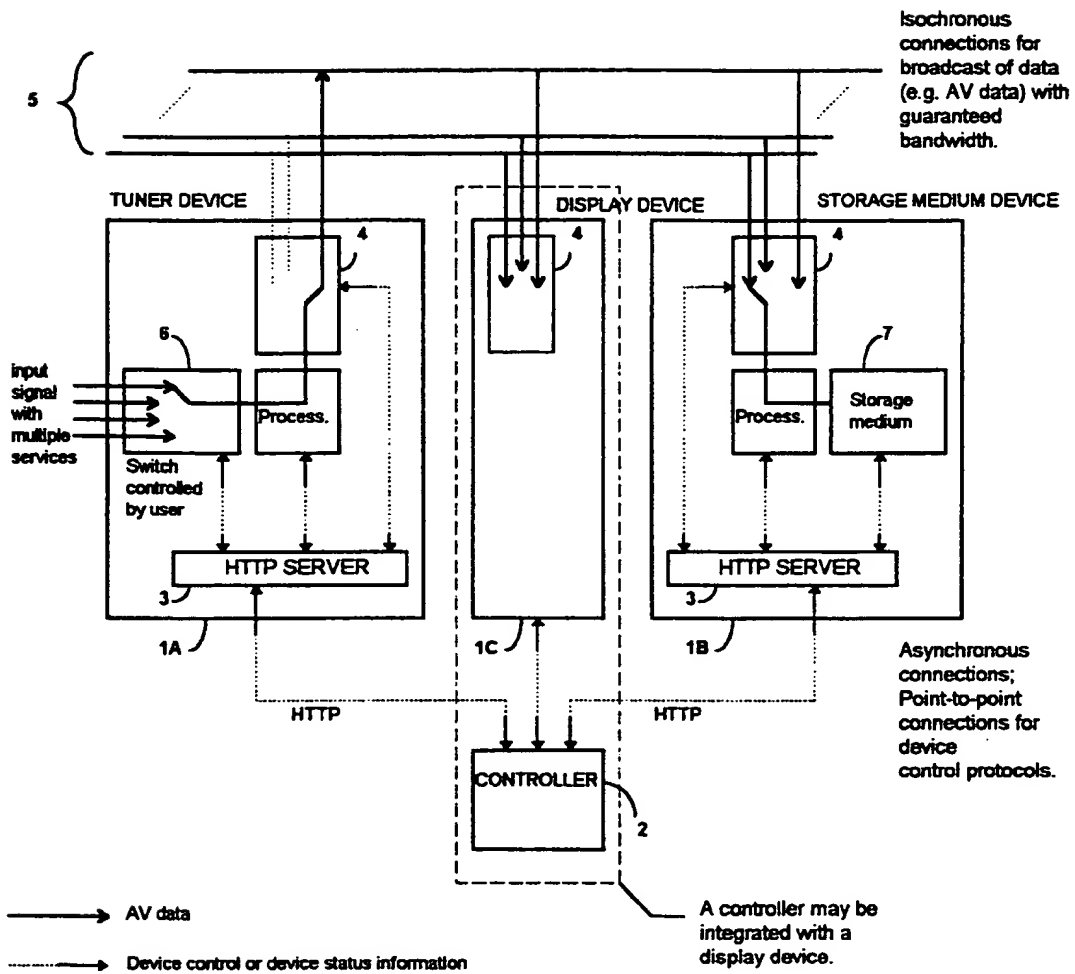 Isochronous
connections for
broadcast of data
(e.g. AV data) with
guaranteed
bandwidth.
5
TUNER DEVICE
DISPLAY DEVICE
STORAGE MEDIUM DEVICE
4
4
4
6
7
input
signal
with
multiple
services
Process.
Process.
Storage
medium
Switch
controlled
by user
HTTP SERVER
HTTP SERVER
3
3
1A
1C
1B
Asynchronous
connections;
Point-to-point
connections for
device
control protocols.
HTTP
HTTP
CONTROLLER
2
AV data
A controller may be
integrated with a
display device.
Device control or device status information